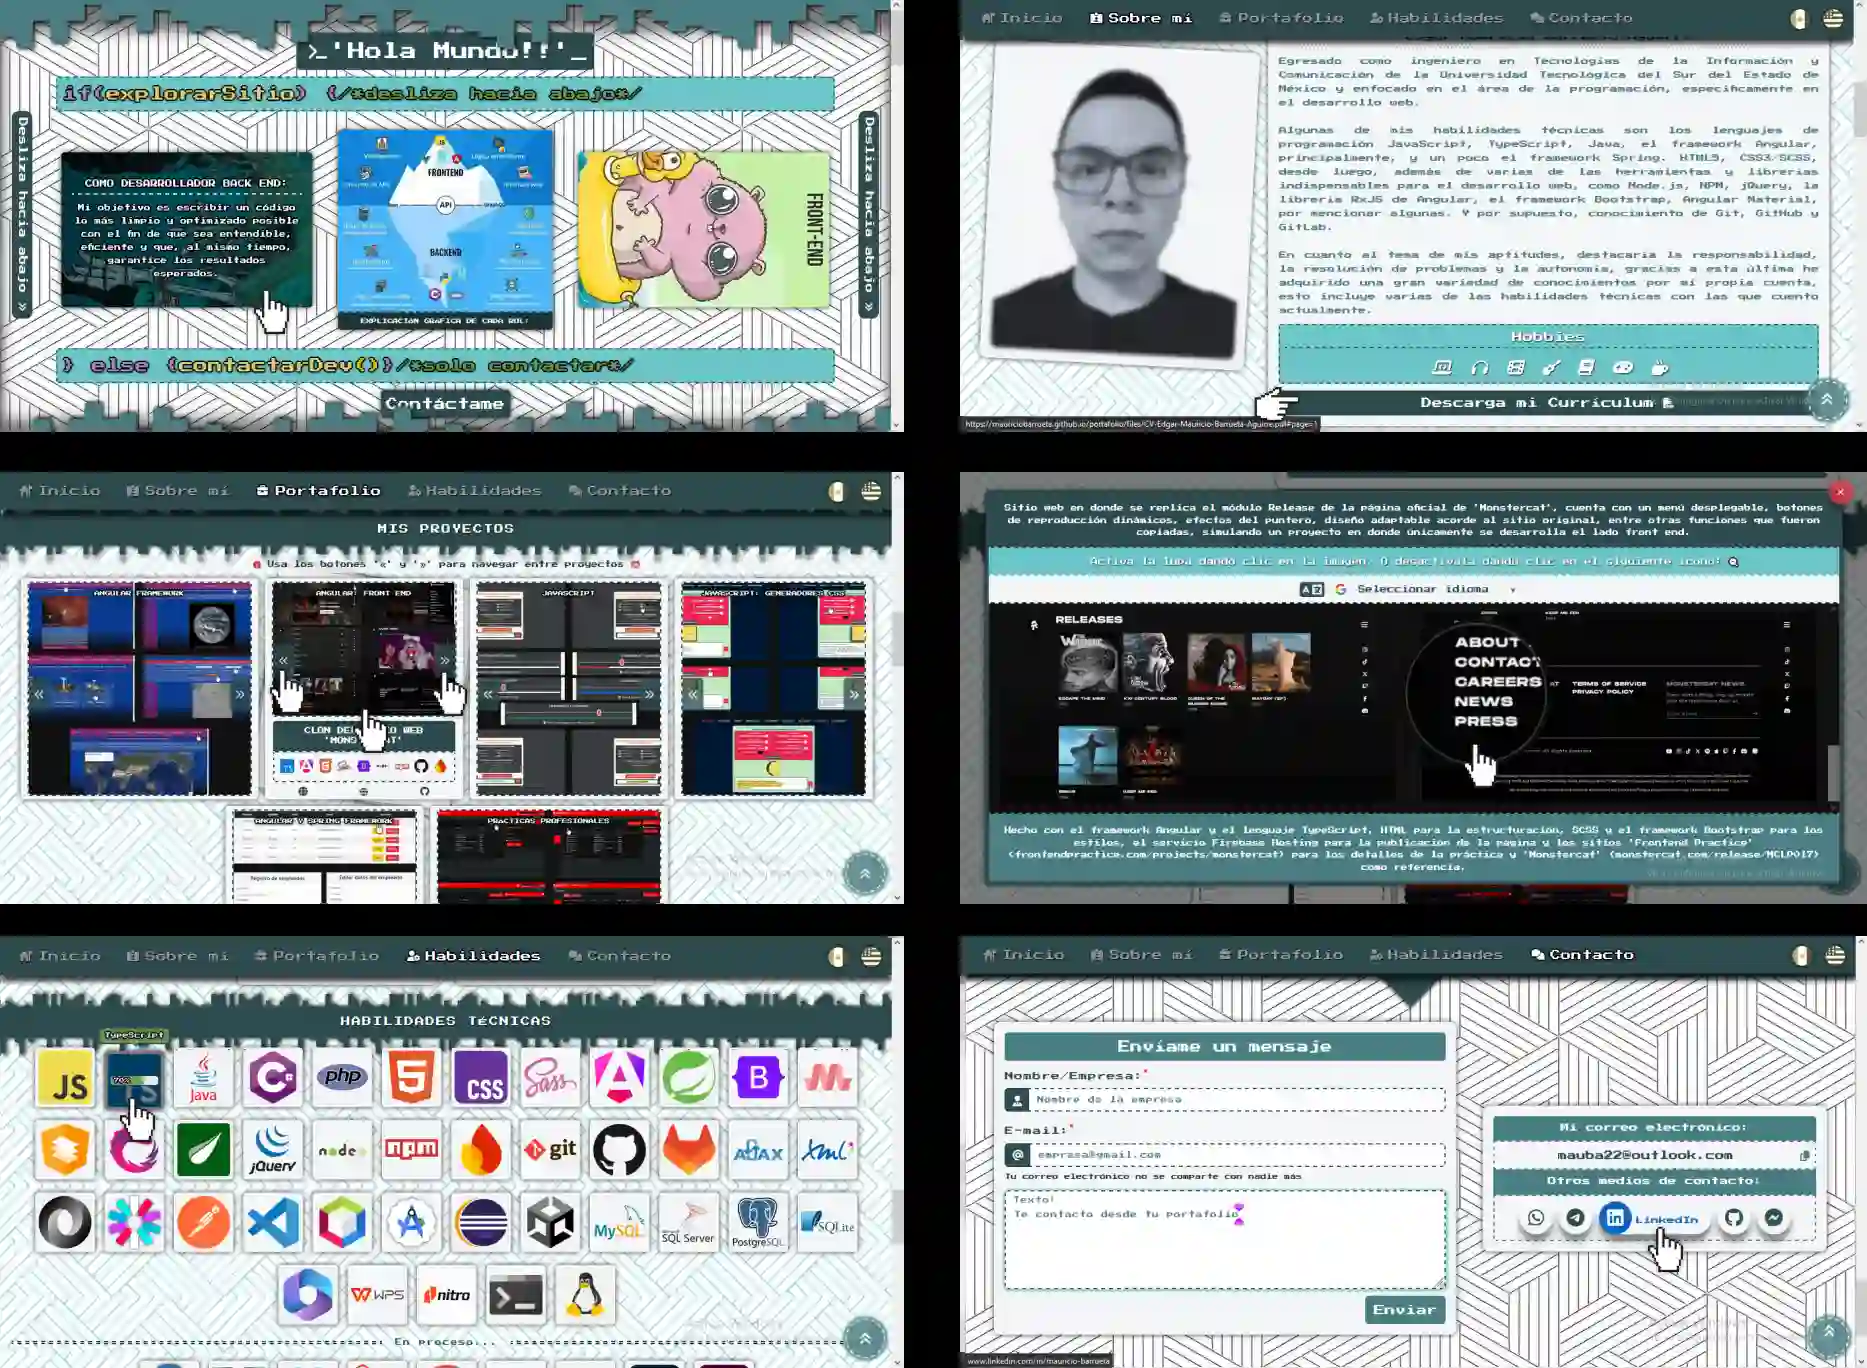 >_'Hola Mundo!!'_
if(explorarSitio) {/*desliza hacia abajo*/
Desliza hacia abajo »
COMO DESARROLLADOR BACK END:
Mi objetivo es escribir un código
lo más limpio y optimizado posible
con el fin de que sea entendible,
eficiente y que, al mismo tiempo,
garantice los resultados
esperados.
FRONTEND
API
BACKEND
EXPLICACIÓN GRÁFICA DE CADA ROL:
FRONT-END
Desliza hacia abajo »
} else {contactarDev()}/*solo contactar*/
Contáctame
Inicio Sobre mí Portafolio Habilidades Contacto
Egresado como ingeniero en Tecnologías de la Información y
Comunicación de la Universidad Tecnológica del Sur del Estado de
México y enfocado en el área de la programación, específicamente en
el desarrollo web.
Algunas de mis habilidades técnicas son los lenguajes de
programación JavaScript, TypeScript, Java, el framework Angular,
principalmente, y un poco el framework Spring. HTML5, CSS3/SCSS,
desde luego, además de varias de las herramientas y librerías
indispensables para el desarrollo web, como Node.js, NPM, jQuery, la
librería RxJS de Angular, el framework Bootstrap, Angular Material,
por mencionar algunas. Y por supuesto, conocimiento de Git, GitHub y
GitLab.
En cuanto al tema de mis aptitudes, destacaría la responsabilidad,
la resolución de problemas y la autonomía, gracias a esta última he
adquirido una gran variedad de conocimientos por mi propia cuenta,
esto incluye varias de las habilidades técnicas con las que cuento
actualmente.
Hobbies
Descarga mi Currículum
https://mauriciobarrueta.github.io/portafolio/files/CV-Edgar-Mauricio-Barrueta-Aguirre.pdf#page=1
Inicio Sobre mí Portafolio Habilidades Contacto
MIS PROYECTOS
Usa los botones '«' y '»' para navegar entre proyectos
ANGULAR FRAMEWORK
ANGULAR: FRONT END
JAVASCRIPT
JAVASCRIPT: GENERADORES CSS
CLON DEL WEB
ANGULAR Y SPRING FRAMEWORK
PRÁCTICAS PROFESIONALES
Registro de empleados
Editar datos del empleado
Sitio web en donde se replica el módulo Release de la página oficial de 'Monstercat', cuenta con un menú desplegable, botones
de reproducción dinámicos, efectos del puntero, diseño adaptable acorde al sitio original, entre otras funciones que fueron
copiadas, simulando un proyecto en donde únicamente se desarrolla el lado front end.
Activa la lupa dando clic en la imagen. O desactívala dando clic en el siguiente icono:
Seleccionar idioma
RELEASES
ABOUT
CONTACT
CAREERS
NEWS
PRESS
TERMS OF SERVICE
PRIVACY POLICY
MONSTERCAT NEWS
Hecho con el framework Angular y el lenguaje TypeScript, HTML para la estructuración, SCSS y el framework Bootstrap para los
estilos, el servicio Firebase Hosting para la publicación de la página y los sitios 'Frontend Practice'
(frontendpractice.com/projects/monstercat) para los detalles de la práctica y 'Monstercat' (monstercat.com/release/MCLP017)
como referencia.
Inicio Sobre mí Portafolio Habilidades Contacto
HABILIDADES TéCNICAS
TypeScript
JS
70%
Java
C
php
5
CSS
Sass
A
B
jQuery
node
npm
git
AJAX
Xml
MySQL
SQL Server
PostgreSQL
SQLite
WPS
nitro
En proceso...
Inicio Sobre mí Portafolio Habilidades Contacto
Envíame un mensaje
Nombre/Empresa:*
Nombre de la empresa
E-mail:*
@ empresa@gmail.com
Tu correo electrónico no se comparte con nadie más
Texto!
Te contacto desde tu portafolio
Enviar
Mi correo electrónico:
mauba22@outlook.com
Otros medios de contacto:
in LinkedIn
www.linkedin.com/in/mauricio-barrueta